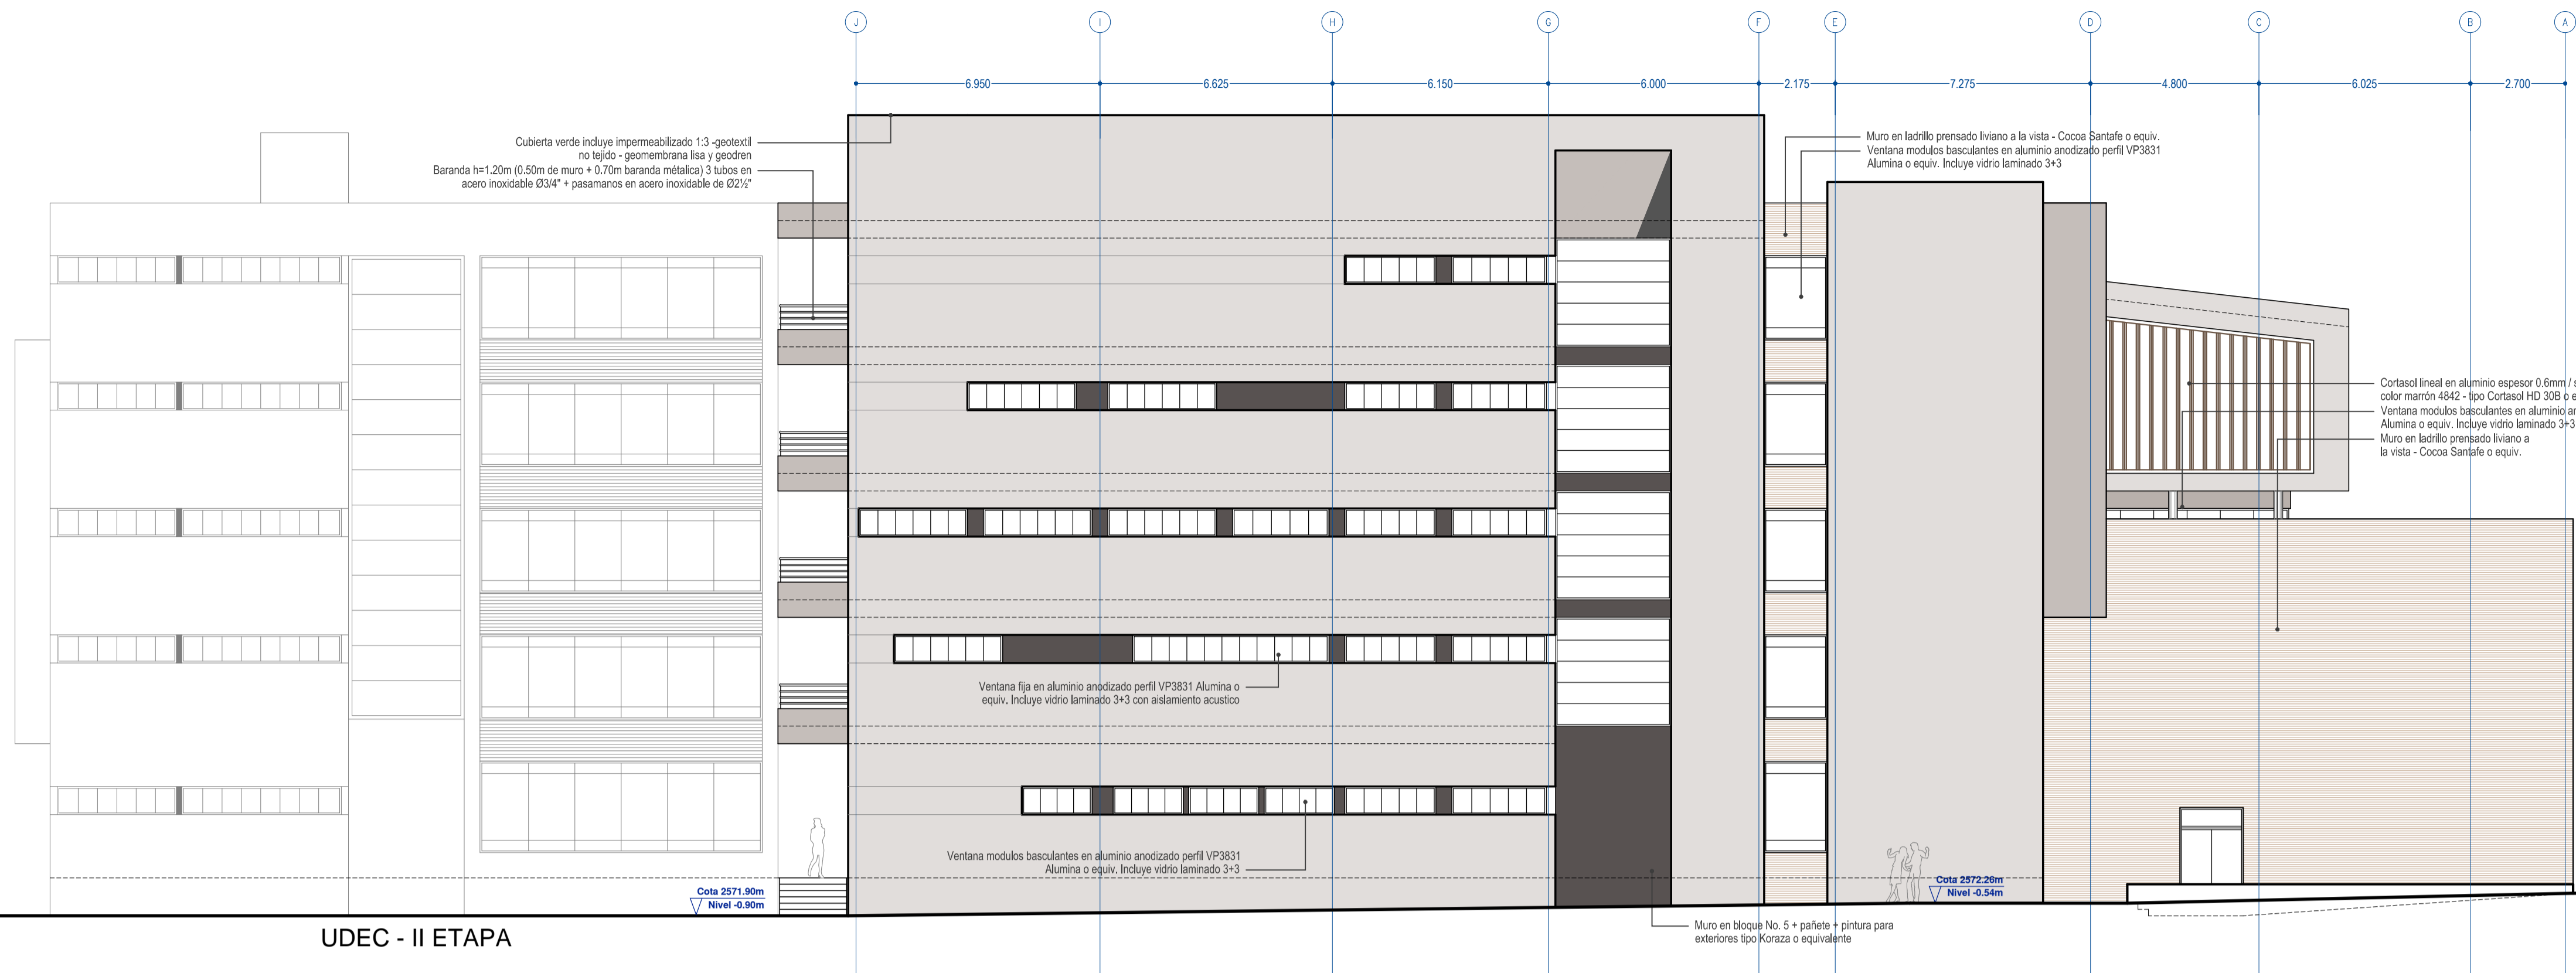 J I H G F E D C B A
6.950 6.625 6.150 6.000 2.175 7.275 4.800 6.025 2.700
Cubierta verde incluye impermeabilizado 1:3 -geotextil
no tejido - geomembrana lisa y geodren
Baranda h=1.20m (0.50m de muro + 0.70m baranda métalica) 3 tubos en
acero inoxidable Ø3/4" + pasamanos en acero inoxidable de Ø2½"
Muro en ladrillo prensado liviano a la vista - Cocoa Santafe o equiv.
Ventana modulos basculantes en aluminio anodizado perfil VP3831
Alumina o equiv. Incluye vidrio laminado 3+3
Cortasol lineal en aluminio espesor 0.6mm /
color marrón 4842 - tipo Cortasol HD 30B o
Ventana modulos basculantes en aluminio
Alumina o equiv. Incluye vidrio laminado 3+3
Muro en ladrillo prensado liviano a
la vista - Cocoa Santafe o equiv.
Ventana fija en aluminio anodizado perfil VP3831 Alumina o
equiv. Incluye vidrio laminado 3+3 con aislamiento acustico
Ventana modulos basculantes en aluminio anodizado perfil VP3831
Alumina o equiv. Incluye vidrio laminado 3+3
Cota 2571.90m
Nivel -0.90m
Cota 2572.26m
Nivel -0.54m
Muro en bloque No. 5 + pañete + pintura para
exteriores tipo Koraza o equivalente
UDEC - II ETAPA